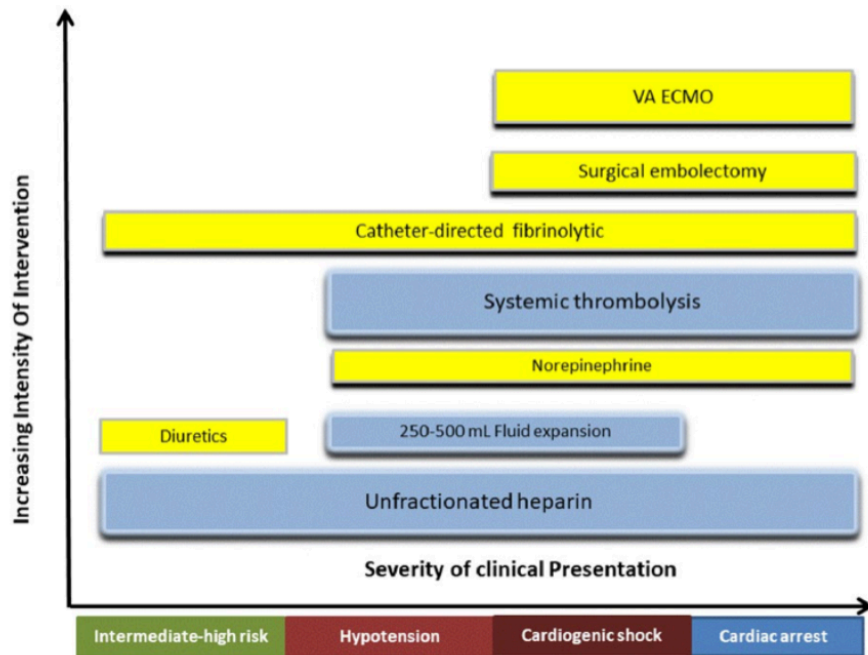 Increasing Intensity Of Intervention
VA ECMO
Surgical embolectomy
Catheter-directed fibrinolytic
Systemic thrombolysis
Norepinephrine
Diuretics
250-500 mL Fluid expansion
Unfractionated heparin
Severity of clinical Presentation
Intermediate-high risk
Hypotension
Cardiogenic shock
Cardiac arrest